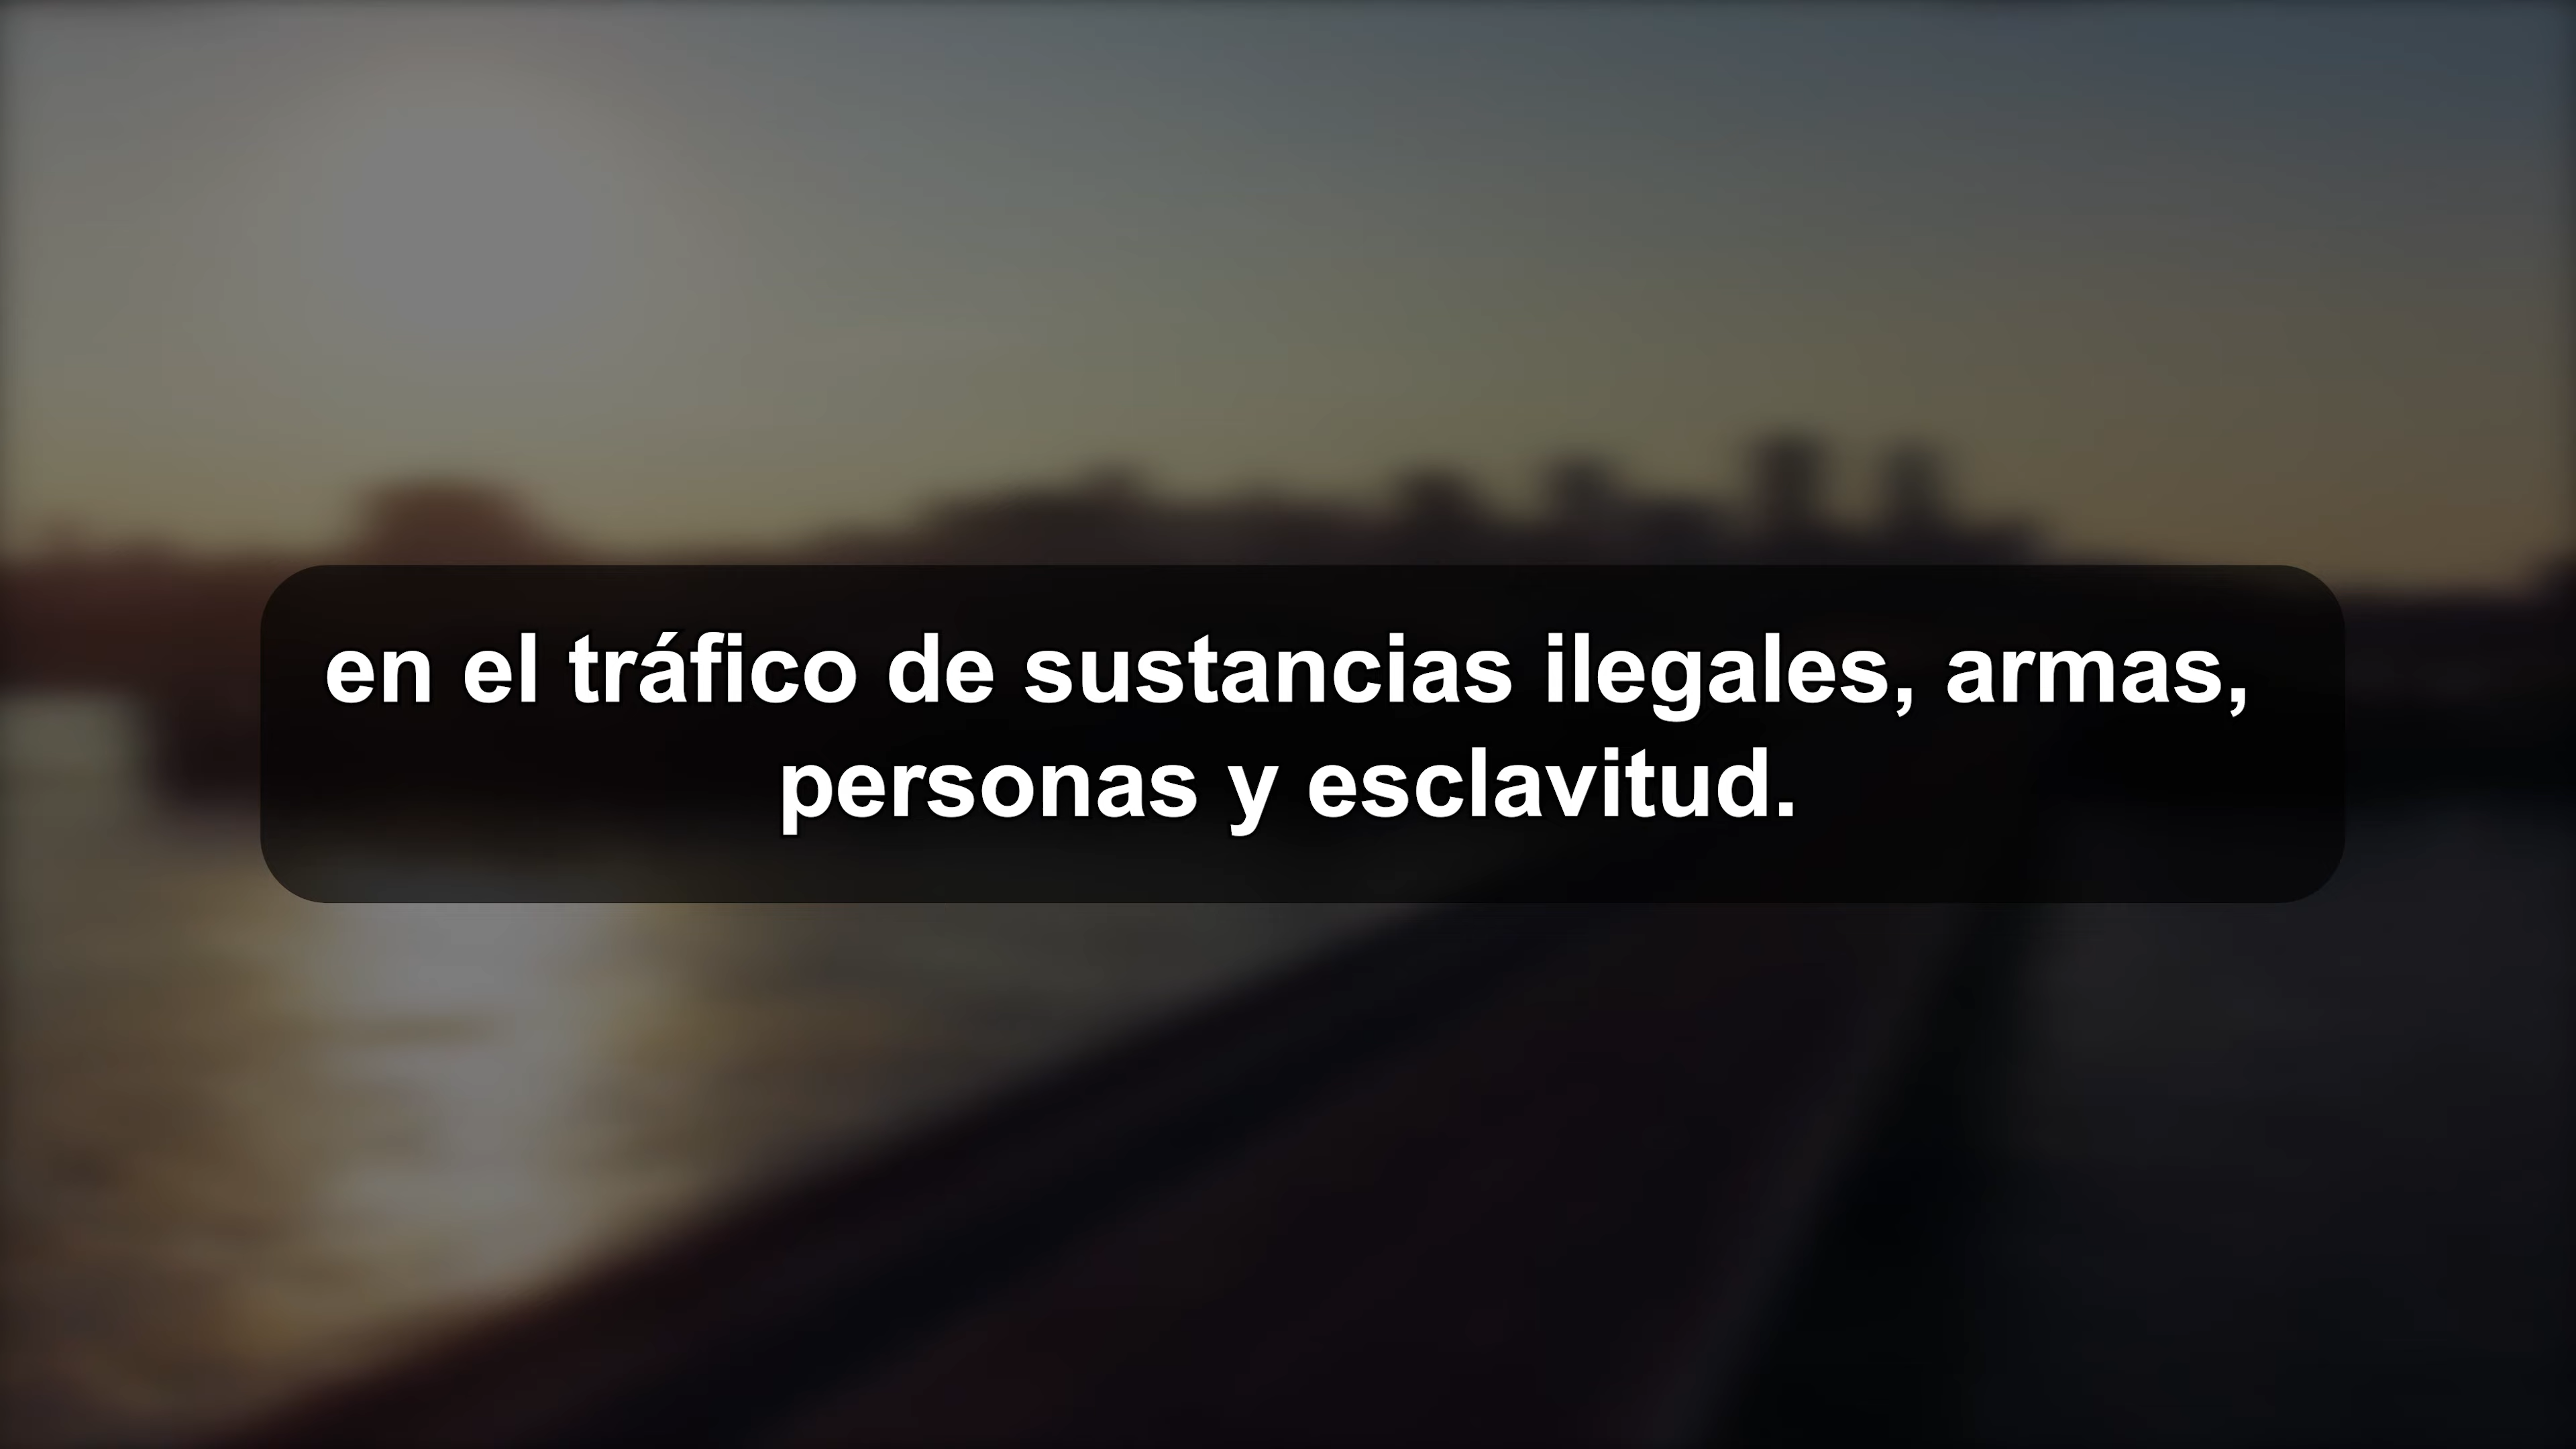 en el tráfico de sustancias ilegales, armas,
personas y esclavitud.